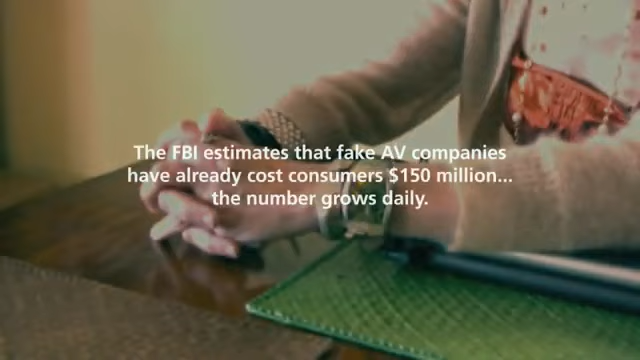 The FBI estimates that fake AV companies
have already cost consumers $150 million...
the number grows daily.